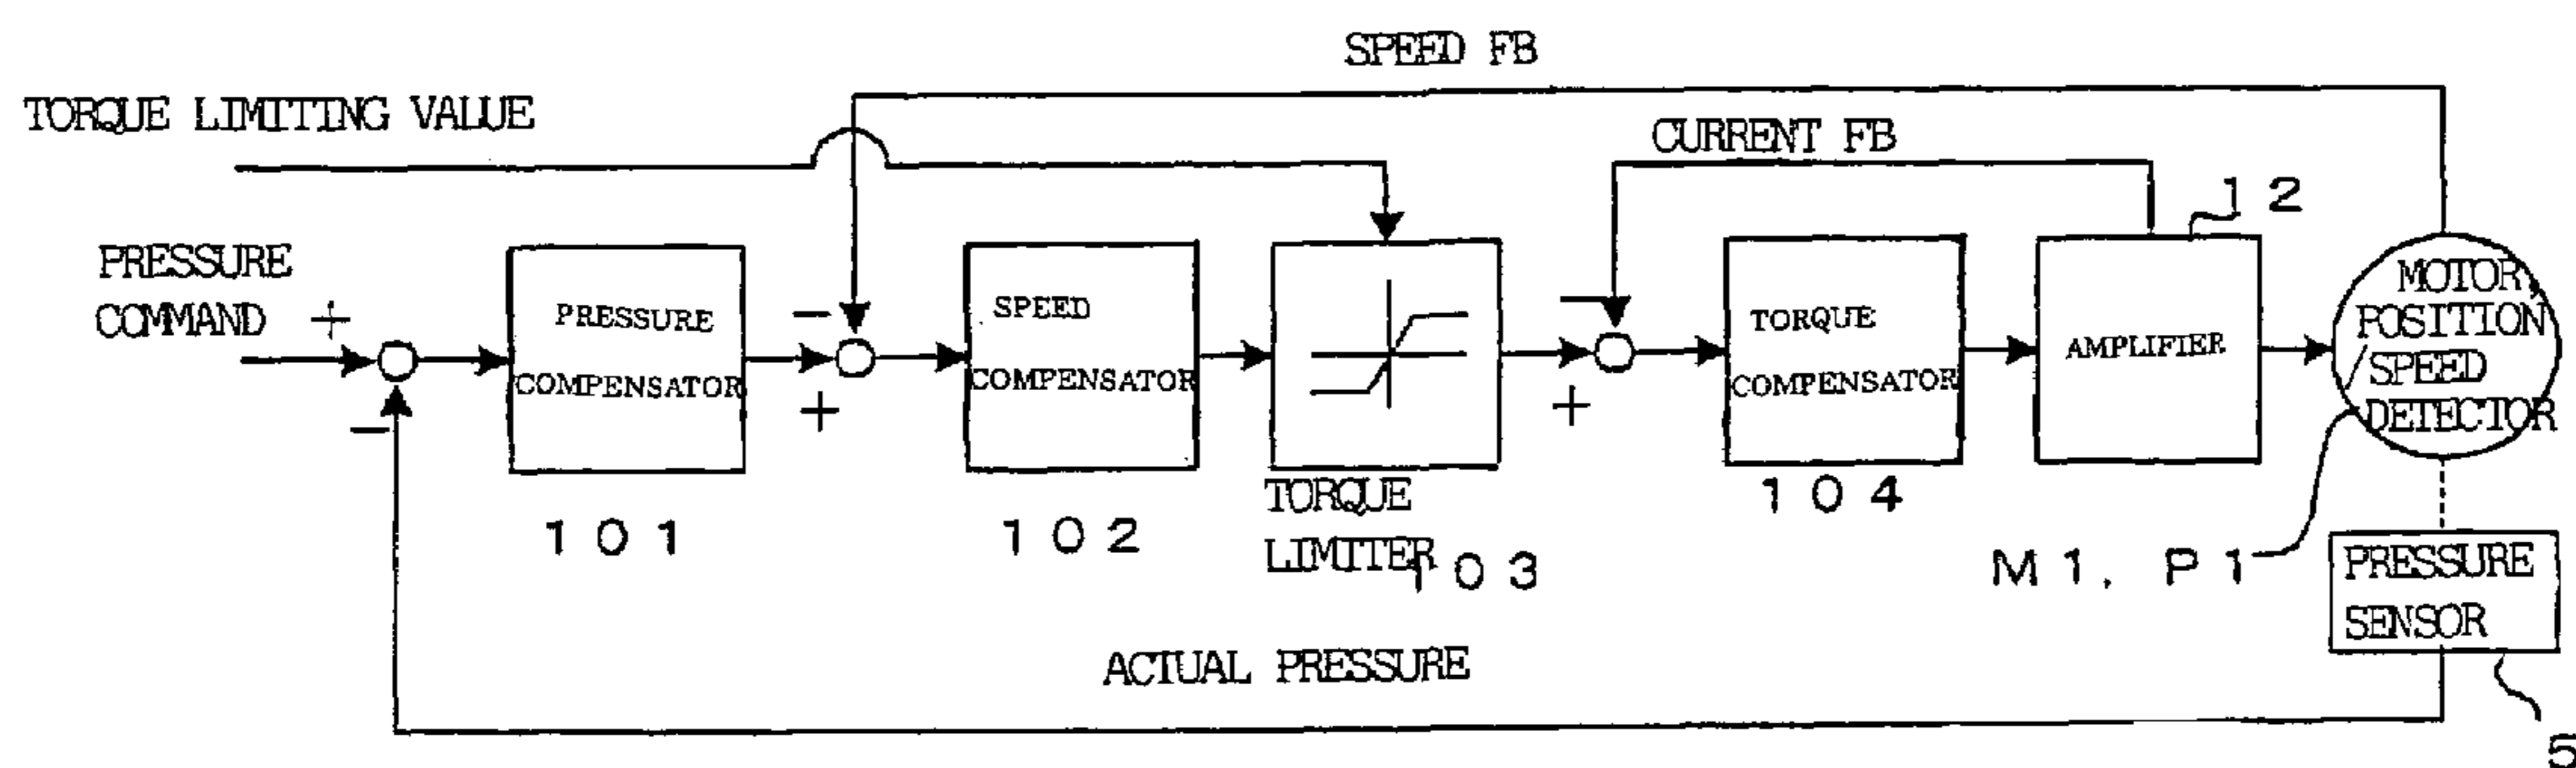 SPEED FB
TORQUE LIMITING VALUE
CURRENT FB
12
PRESSURE
COMMAND
+
−
PRESSURE
COMPENSATOR
101
−
+
SPEED
COMPENSATOR
102
TORQUE
LIMITER
103
−
+
TORQUE
COMPENSATOR
104
AMPLIFIER
MOTOR,
POSITION
/SPEED
DETECTOR
M1, P1
PRESSURE
SENSOR
5
ACTUAL PRESSURE